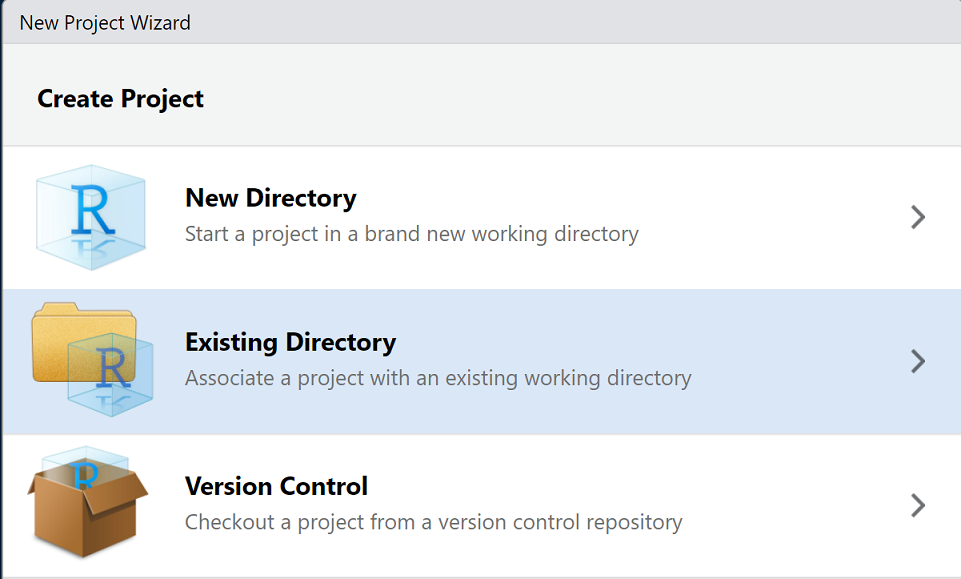 New Project Wizard
Create Project
R
New Directory
Start a project in a brand new working directory
R
Existing Directory
Associate a project with an existing working directory
R
Version Control
Checkout a project from a version control repository